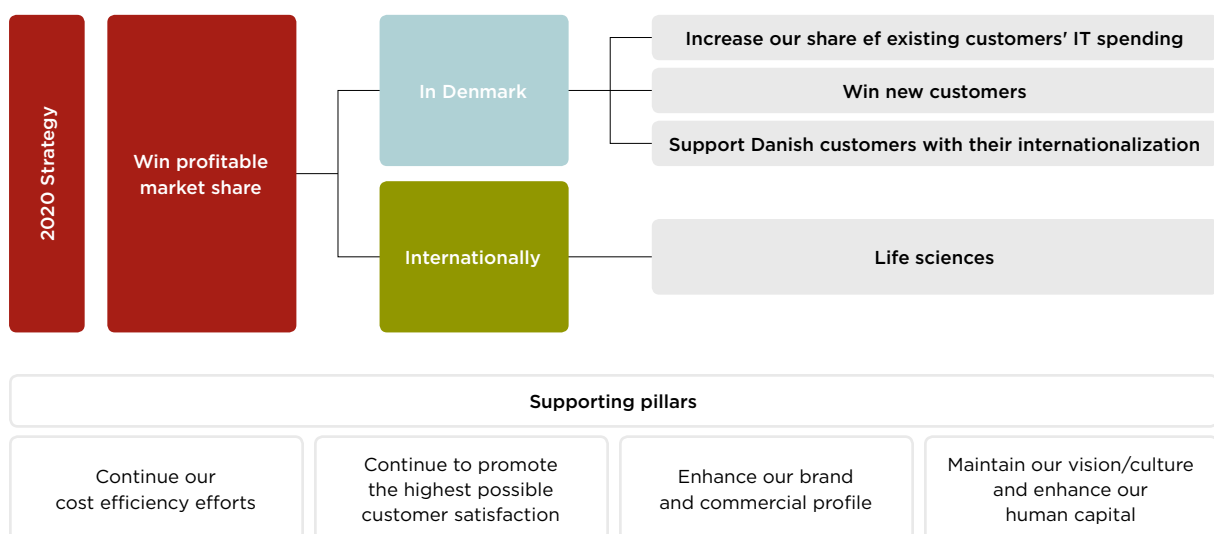 2020 Strategy
Win profitable
market share
In Denmark
Internationally
Increase our share ef existing customers' IT spending
Win new customers
Support Danish customers with their internationalization
Life sciences
Supporting pillars
Continue our
cost efficiency efforts
Continue to promote
the highest possible
customer satisfaction
Enhance our brand
and commercial profile
Maintain our vision/culture
and enhance our
human capital